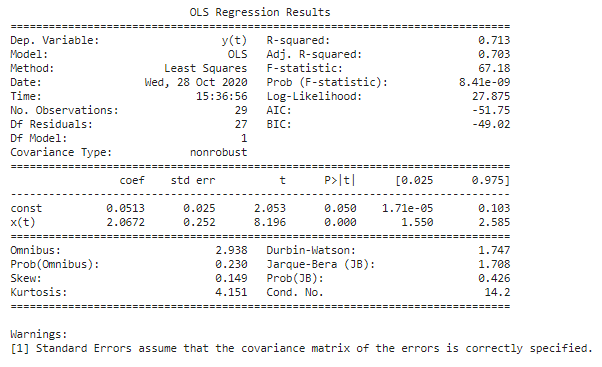 OLS Regression Results
==============================================================================
Dep. Variable: y(t) R-squared: 0.713
Model: OLS Adj. R-squared: 0.703
Method: Least Squares F-statistic: 67.18
Date: Wed, 28 Oct 2020 Prob (F-statistic): 8.41e-09
Time: 15:36:56 Log-Likelihood: 27.875
No. Observations: 29 AIC: -51.75
Df Residuals: 27 BIC: -49.02
Df Model: 1
Covariance Type: nonrobust
==============================================================================
coef std err t P>|t| [0.025 0.975]
------------------------------------------------------------------------------
const 0.0513 0.025 2.053 0.050 1.71e-05 0.103
x(t) 2.0672 0.252 8.196 0.000 1.550 2.585
==============================================================================
Omnibus: 2.938 Durbin-Watson: 1.747
Prob(Omnibus): 0.230 Jarque-Bera (JB): 1.708
Skew: 0.149 Prob(JB): 0.426
Kurtosis: 4.151 Cond. No. 14.2
==============================================================================
Warnings:
[1] Standard Errors assume that the covariance matrix of the errors is correctly specified.